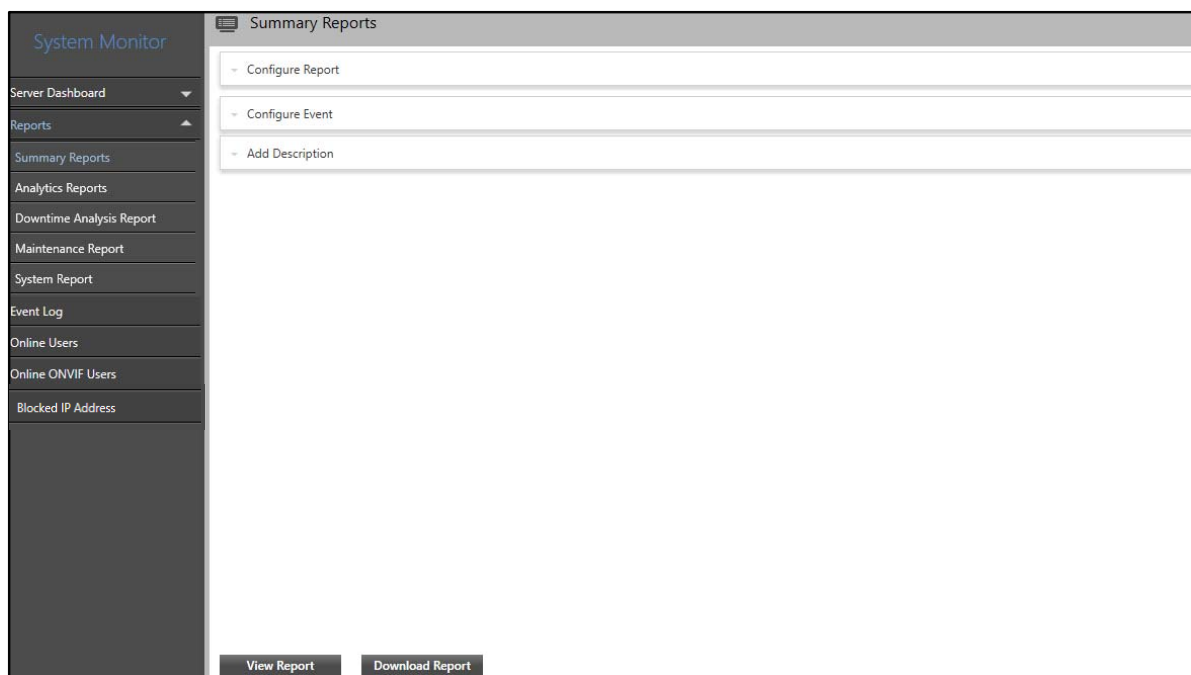 System Monitor
Server Dashboard
Reports
Summary Reports
Analytics Reports
Downtime Analysis Report
Maintenance Report
System Report
Event Log
Online Users
Online ONVIF Users
Blocked IP Address
Summary Reports
Configure Report
Configure Event
Add Description
View Report
Download Report